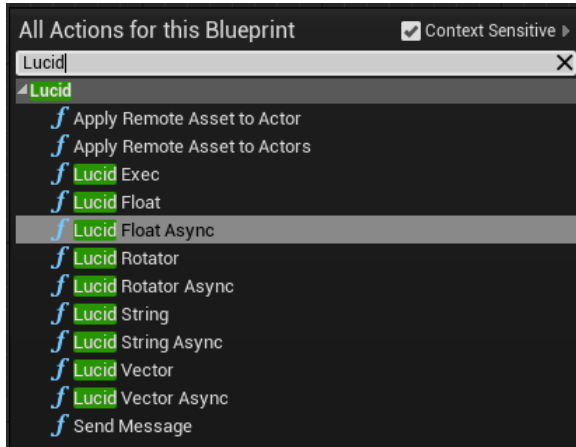 All Actions for this Blueprint Context Sensitive
Lucid
Lucid
Apply Remote Asset to Actor
Apply Remote Asset to Actors
Lucid Exec
Lucid Float
Lucid Float Async
Lucid Rotator
Lucid Rotator Async
Lucid String
Lucid String Async
Lucid Vector
Lucid Vector Async
Send Message